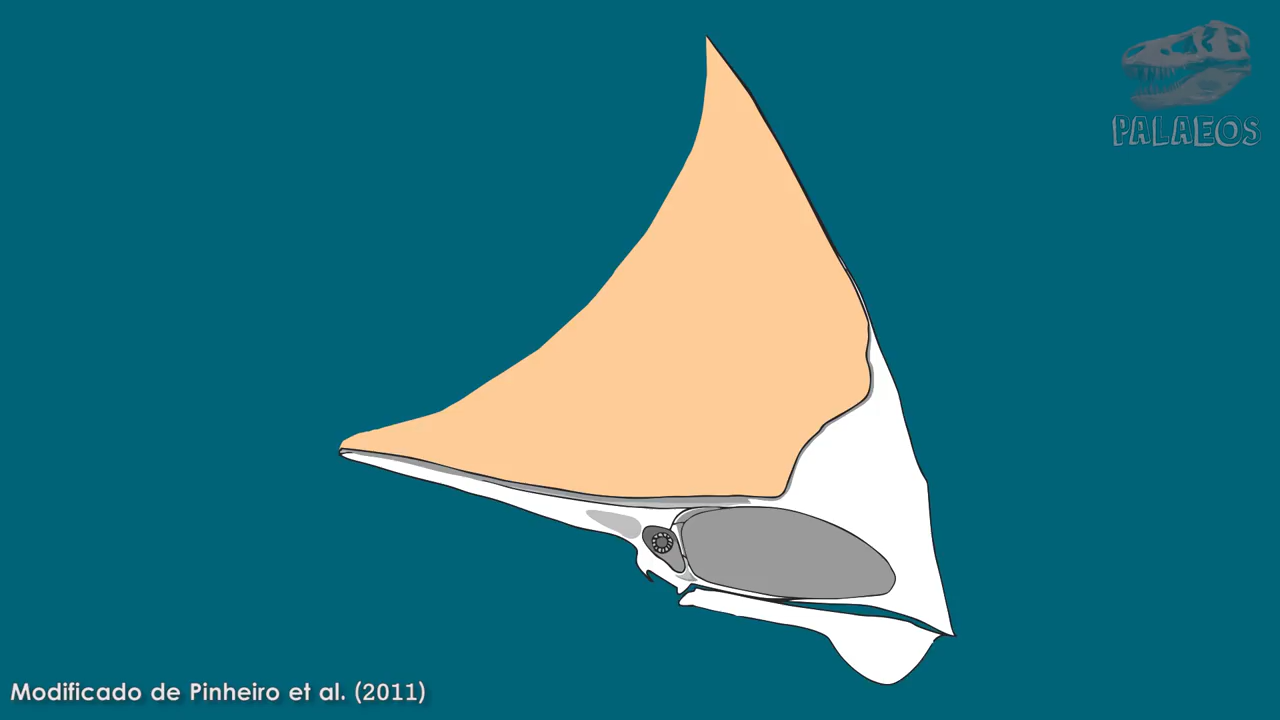 PALAEOS
Modificado de Pinheiro et al. (2011)